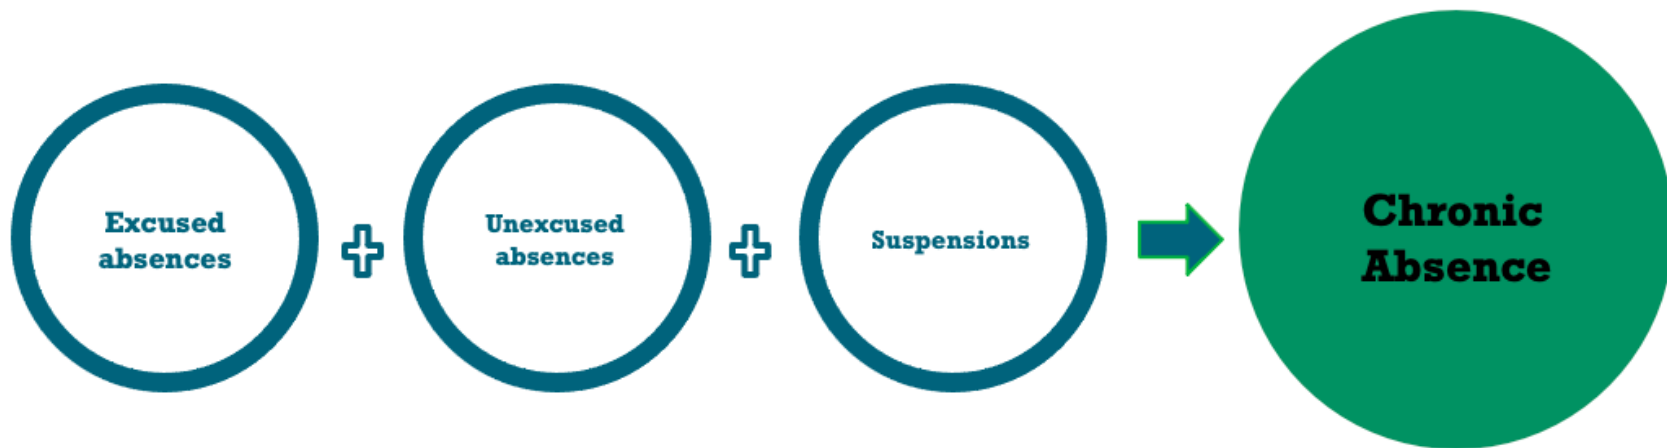 Excused
absences
Unexcused
absences
Suspensions
Chronic
Absence